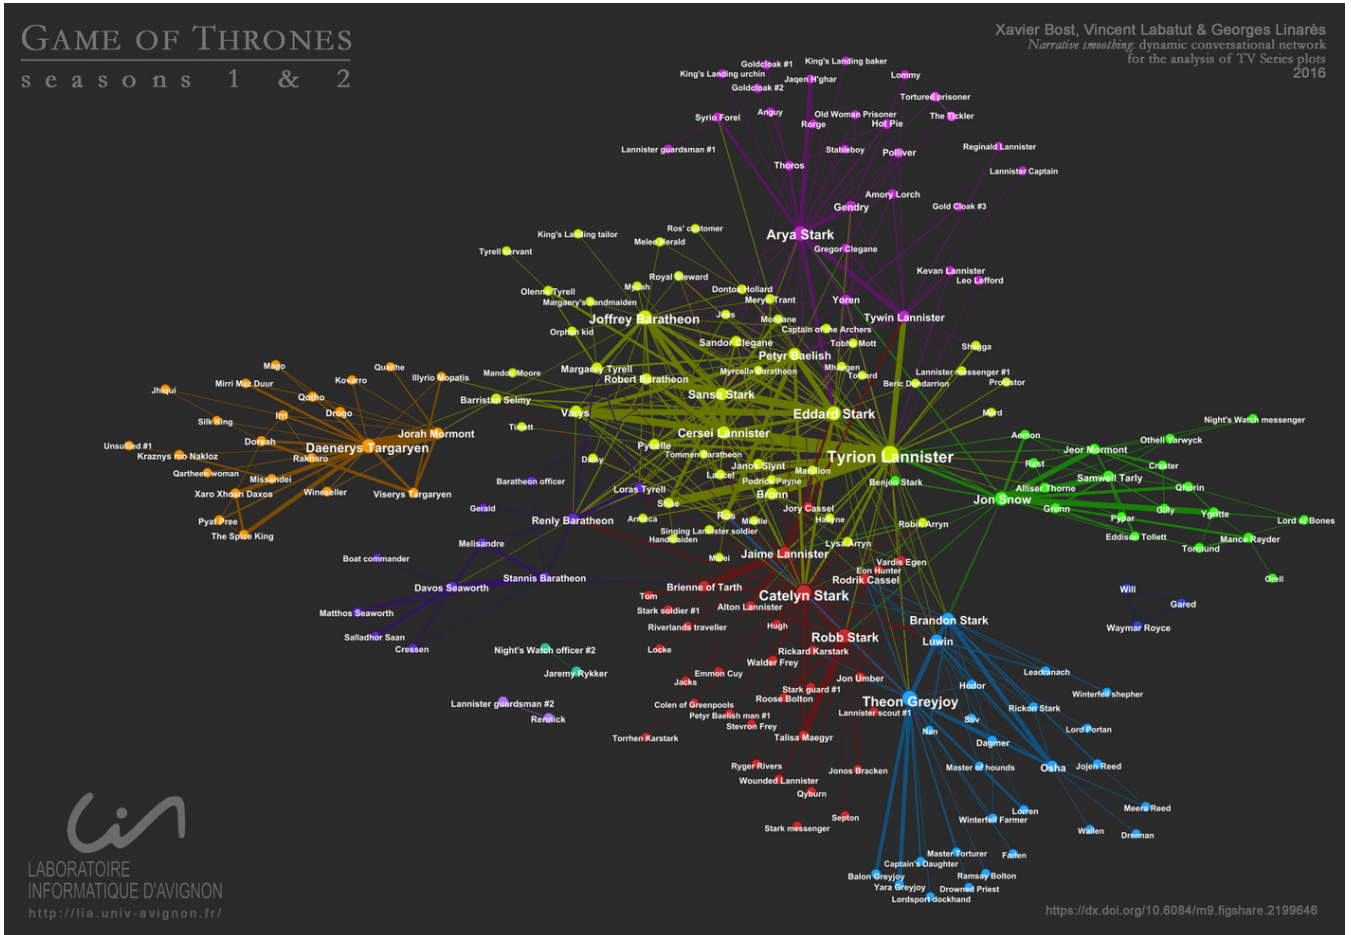 GAME OF THRONES
seasons 1 & 2
Xavier Bost, Vincent Labatut & Georges Linarès
Narrative smoothing: dynamic conversational network
for the analysis of TV Series plots
2016
Goldcloak #1
King's Landing baker
King's Landing urchin
Jaqen H'ghar
Lommy
Goldcloak #2
Tortured prisoner
Syrio Forel
Anguy
Old Woman Prisoner
The Tickler
Rorge
Hot Pie
Lannister guardsman #1
Stableboy
Polliver
Reginald Lannister
Thoros
Lannister Captain
Amory Lorch
Gendry
Gold Cloak #3
Arya Stark
Ros' customer
King's Landing tailor
Melee Herald
Gregor Clegane
Tyrell servant
Kevan Lannister
Royal Steward
Leo Lefford
Olenna Tyrell
Mycah
Dontos Hollard
Margaery's handmaiden
Meryn Trant
Yoren
Joffrey Baratheon
Joss
Mordane
Tywin Lannister
Orphan kid
Captain of the Archers
Sandor Clegane
Tobho Mott
Shagga
Petyr Baelish
Mago
Quaithe
Margaery Tyrell
Mhaegen
Mandon Moore
Myrcella Baratheon
Lannister messenger #1
Illyrio Mopatis
Kovarro
Robert Baratheon
Tomard
Beric Dondarrion
Protestor
Mirri Maz Duur
Jhiqui
Qotho
Sansa Stark
Barristan Selmy
Irri
Drogo
Varys
Eddard Stark
Mord
Silk King
Night's Watch messenger
Timett
Jorah Mormont
Cersei Lannister
Aemon
Othell Yarwyck
Doreah
Daenerys Targaryen
Pycelle
Jeor Mormont
Unsullied #1
Kraznys mo Nakloz
Rakharo
Daisy
Tommen Baratheon
Tyrion Lannister
Rast
Craster
Janos Slynt
Marillion
Qartheen woman
Missandei
Baratheon officer
Lancel
Podrick Payne
Benjen Stark
Samwell Tarly
Xaro Xhoan Daxos
Wineseller
Viserys Targaryen
Loras Tyrell
Bronn
Alliser Thorne
Qhorin
Jon Snow
Shae
Jory Cassel
Grenn
Gilly
Ygritte
Gerald
Renly Baratheon
Armeca
Ros
Mirelle
Hallyne
Robin Arryn
Pypar
Lord of Bones
Pyat Pree
Singing Lannister soldier
The Spice King
Handmaiden
Eddison Tollett
Mance Rayder
Melisandre
Lysa Arryn
Tormund
Boat commander
Jaime Lannister
Vardis Egen
Eon Hunter
Stannis Baratheon
Rodrik Cassel
Orell
Davos Seaworth
Brienne of Tarth
Will
Tom
Catelyn Stark
Alton Lannister
Gared
Matthos Seaworth
Stark soldier #1
Brandon Stark
Waymar Royce
Riverlands traveller
Hugh
Salladhor Saan
Robb Stark
Luwin
Cressen
Night's Watch officer #2
Locke
Rickard Karstark
Walder Frey
Leadranach
Jaremy Rykker
Emmon Cuy
Jon Umber
Jacks
Stark guard #1
Hodor
Winterfell shepher
Lannister guardsman #2
Colen of Greenpools
Roose Bolton
Theon Greyjoy
Rickon Stark
Rennick
Petyr Baelish man #1
Lannister scout #1
Stiv
Stevron Frey
Nan
Lord Portan
Torrhen Karstark
Talisa Maegyr
Dagmer
Ryger Rivers
Jonos Bracken
Master of hounds
Osha
Jojen Reed
Wounded Lannister
Qyburn
Lorren
Meera Reed
Septon
Winterfell Farmer
Stark messenger
Wallen
Drennan
Master Torturer
Farlen
Captain's Daughter
Balon Greyjoy
Ramsay Bolton
Yara Greyjoy
Drowned Priest
Lordsport dockhand
LABORATOIRE
INFORMATIQUE D'AVIGNON
http://lia.univ-avignon.fr/
https://dx.doi.org/10.6084/m9.figshare.2199646